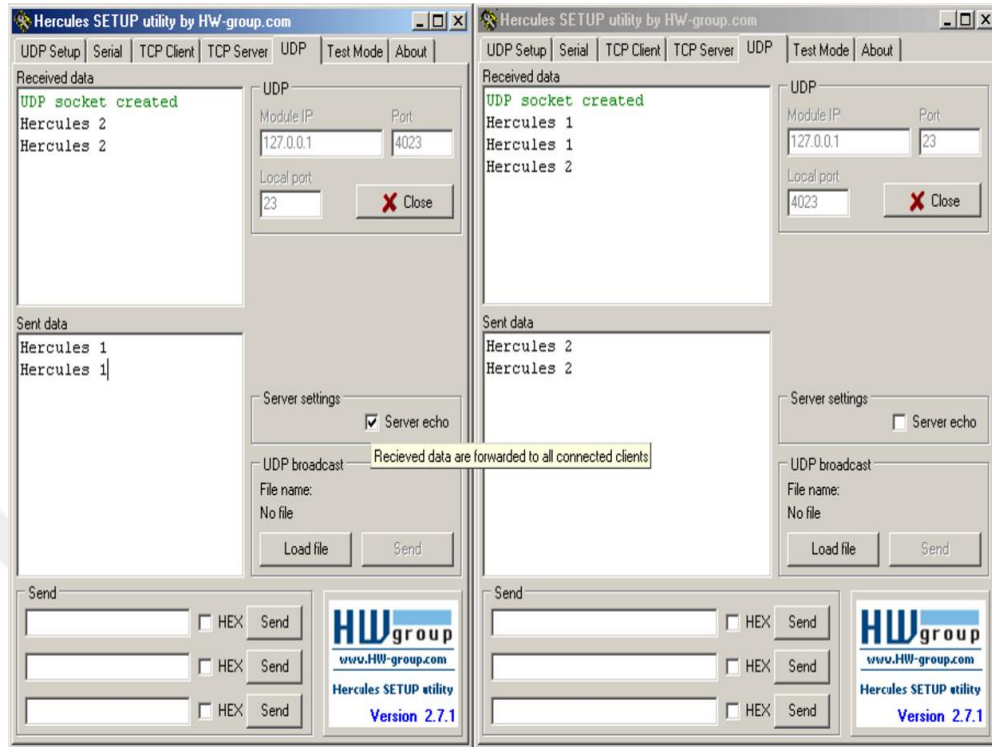 Hercules SETUP utility by HW-group.com
UDP Setup Serial TCP Client TCP Server UDP Test Mode About
Received data
UDP socket created
Hercules 2
Hercules 2
UDP
Module IP Port
127.0.0.1 4023
Local port
23 Close
Sent data
Hercules 1
Hercules 1
Server settings
Server echo
Recieved data are forwarded to all connected clients
UDP broadcast
File name:
No file
Load file Send
Send
HEX Send
HEX Send
HEX Send
HW group
www.HW-group.com
Hercules SETUP utility
Version 2.7.1
Hercules SETUP utility by HW-group.com
UDP Setup Serial TCP Client TCP Server UDP Test Mode About
Received data
UDP socket created
Hercules 1
Hercules 1
Hercules 2
UDP
Module IP Port
127.0.0.1 23
Local port
4023 Close
Sent data
Hercules 2
Hercules 2
Server settings
Server echo
UDP broadcast
File name:
No file
Load file Send
Send
HEX Send
HEX Send
HEX Send
HW group
www.HW-group.com
Hercules SETUP utility
Version 2.7.1